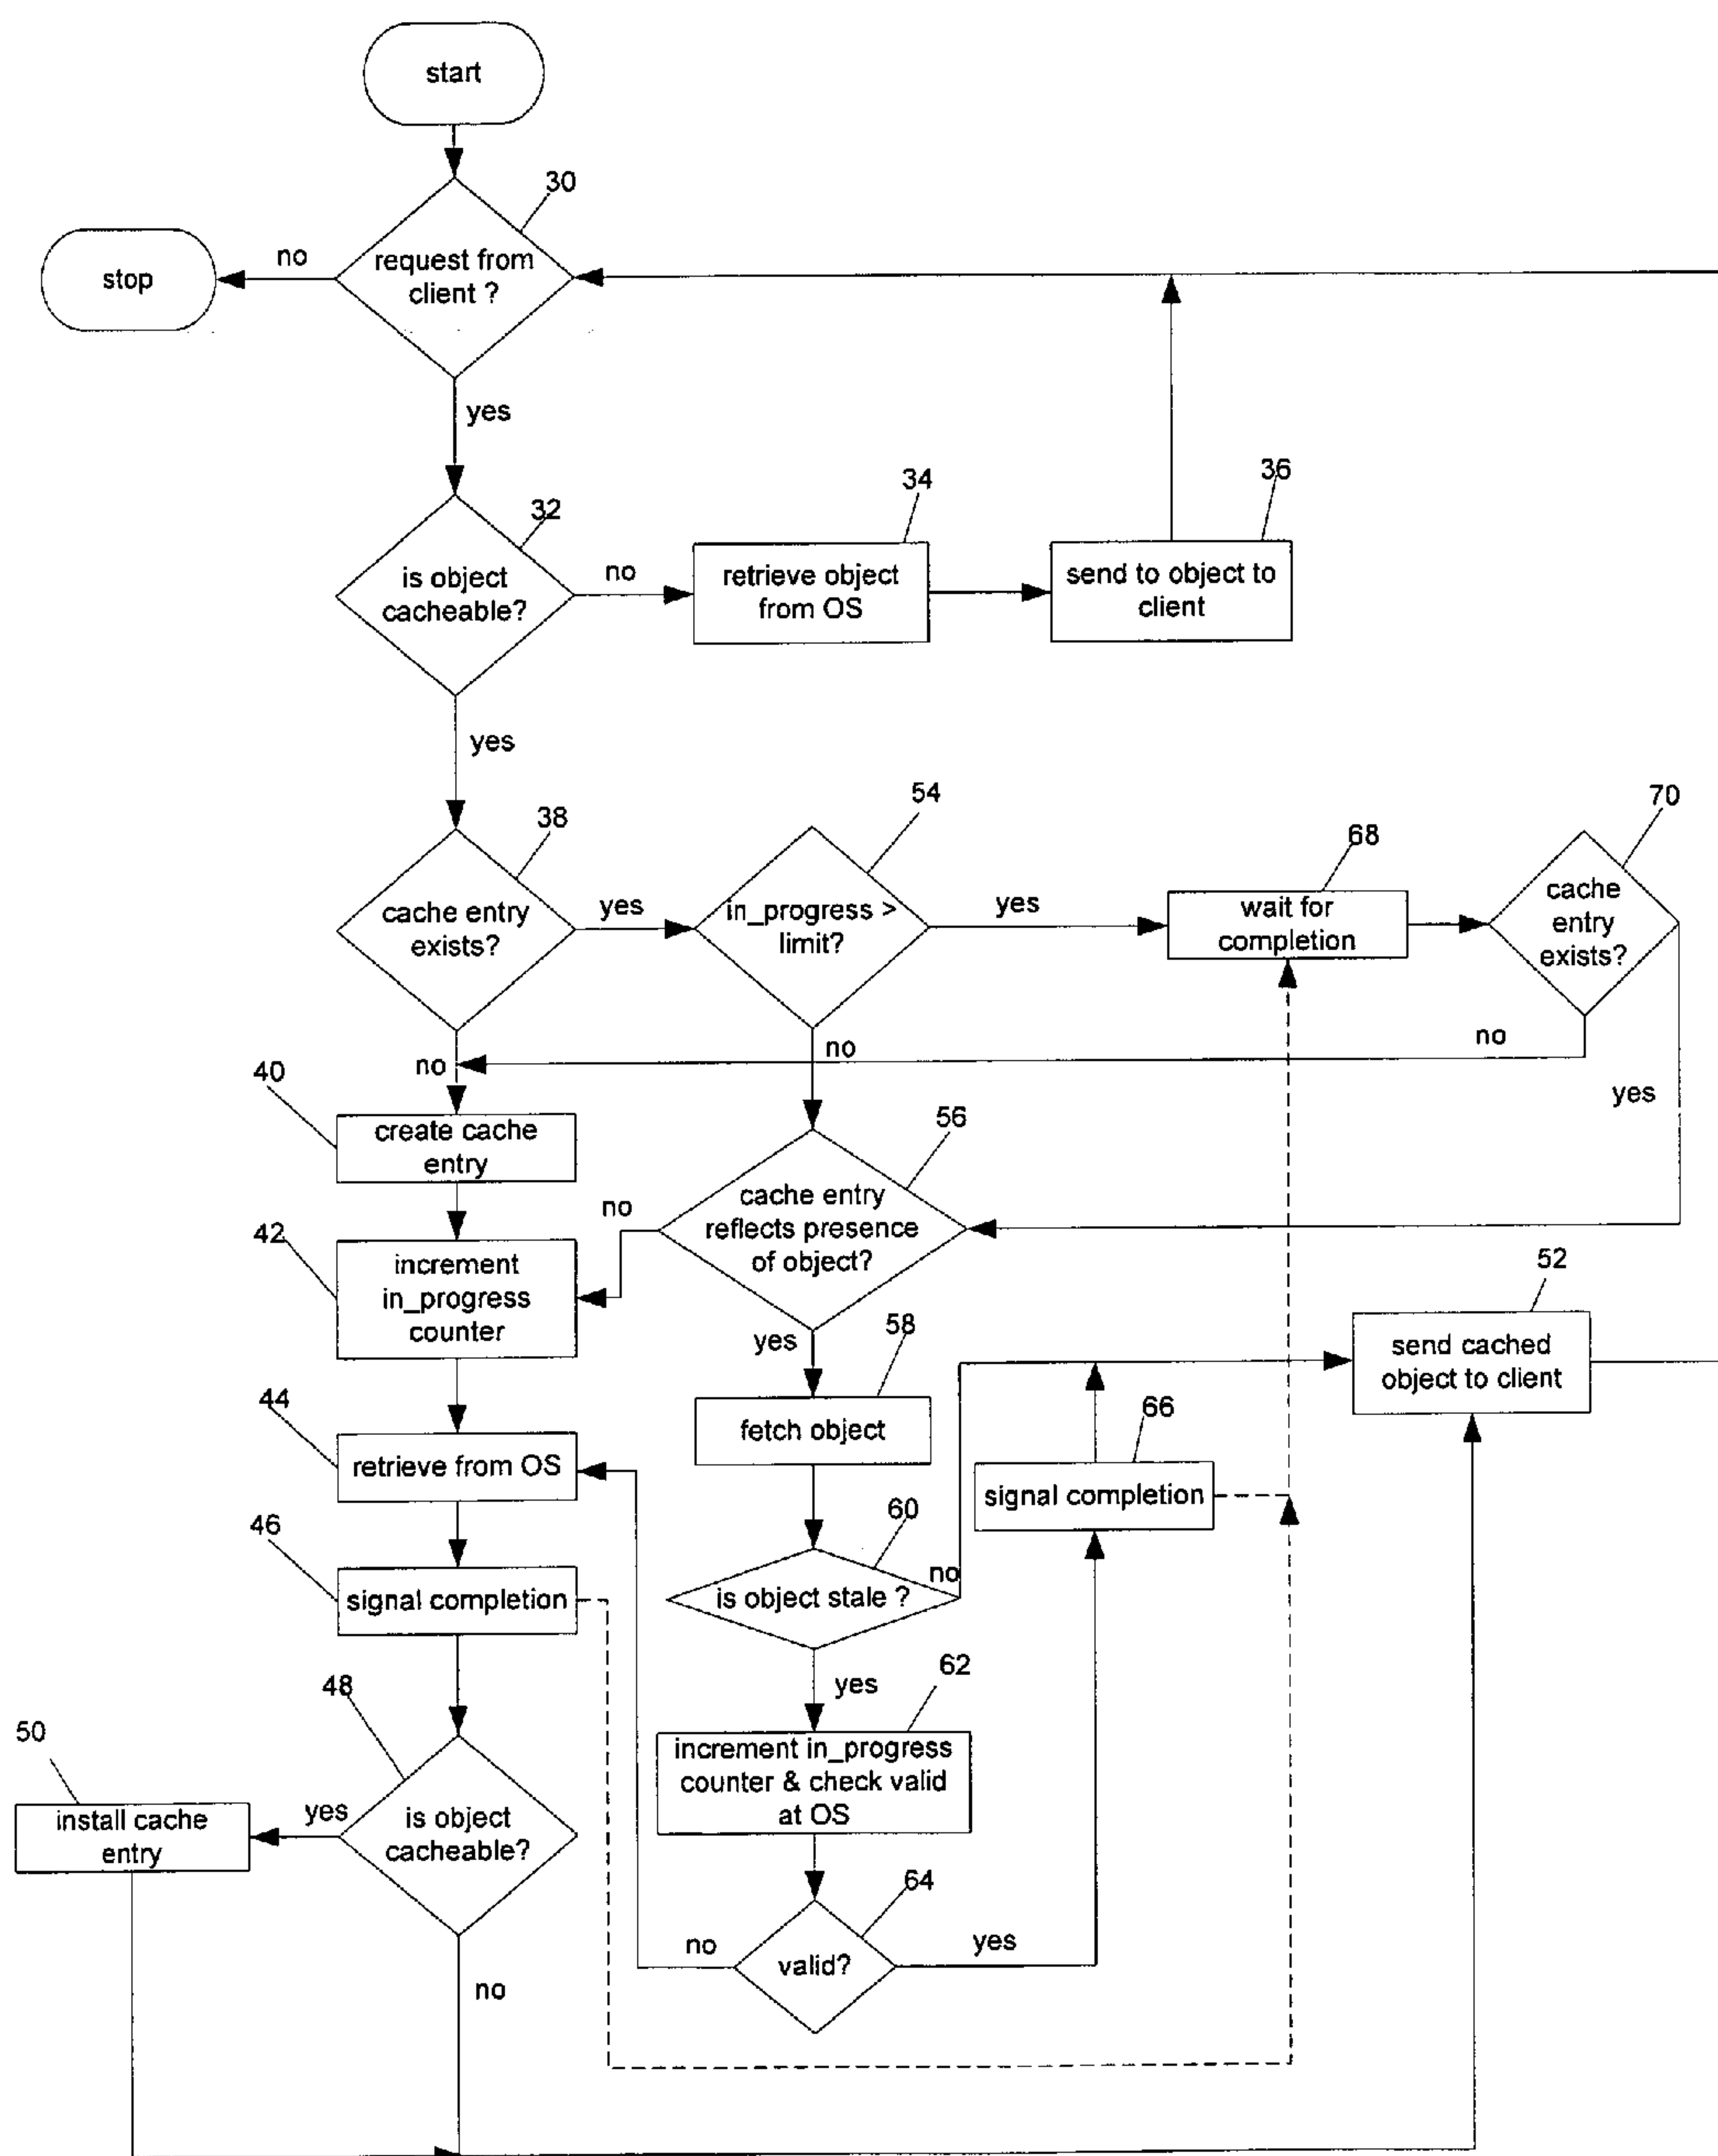 start
30
request from
client ?
no
stop
yes
32
is object
cacheable?
no
34
retrieve object
from OS
36
send to object to
client
yes
38
cache entry
exists?
yes
54
in_progress >
limit?
yes
68
wait for
completion
70
cache
entry
exists?
no
no
no
yes
40
create cache
entry
56
cache entry
reflects presence
of object?
no
42
increment
in_progress
counter
yes
58
fetch object
52
send cached
object to client
44
retrieve from OS
66
signal completion
60
is object stale ?
no
46
signal completion
yes
62
increment in_progress
counter & check valid
at OS
48
is object
cacheable?
yes
50
install cache
entry
64
valid?
no
yes
no